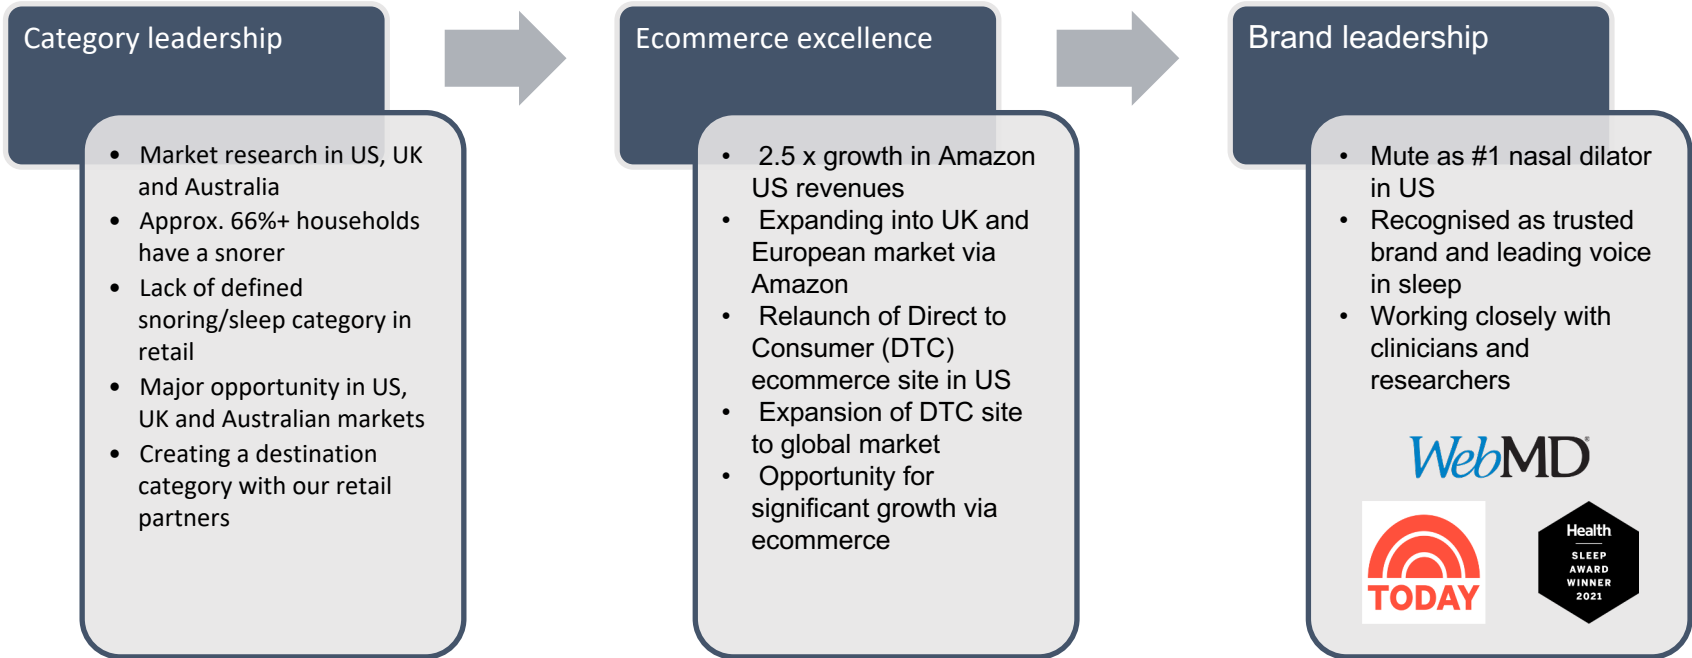 Category leadership
• Market research in US, UK
and Australia
• Approx. 66%+ households
have a snorer
• Lack of defined
snoring/sleep category in
retail
• Major opportunity in US,
UK and Australian markets
• Creating a destination
category with our retail
partners
Ecommerce excellence
• 2.5 x growth in Amazon
US revenues
• Expanding into UK and
European market via
Amazon
• Relaunch of Direct to
Consumer (DTC)
ecommerce site in US
• Expansion of DTC site
to global market
• Opportunity for
significant growth via
ecommerce
Brand leadership
• Mute as #1 nasal dilator
in US
• Recognised as trusted
brand and leading voice
in sleep
• Working closely with
clinicians and
researchers
WebMD®
TODAY
Health
SLEEP
AWARD
WINNER
2021